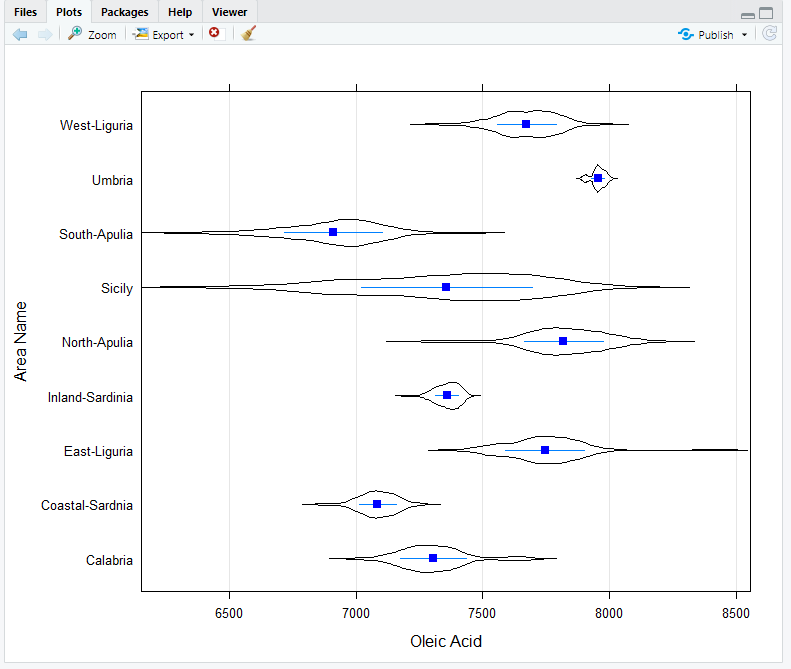 Files Plots Packages Help Viewer
Zoom Export Publish
West-Liguria
Umbria
South-Apulia
Sicily
North-Apulia
Inland-Sardinia
East-Liguria
Coastal-Sardnia
Calabria
Area Name
6500 7000 7500 8000 8500
Oleic Acid